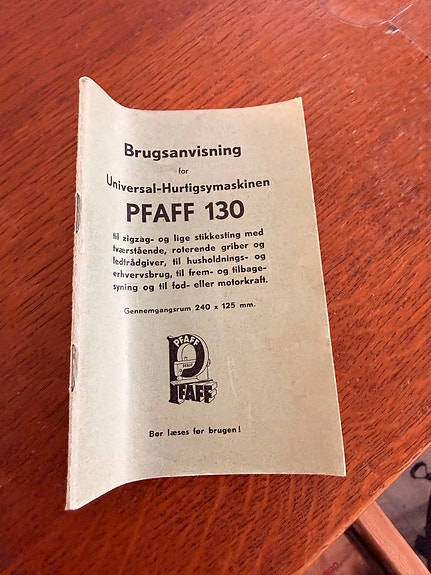 Brugsanvisning
for
Universal-Hurtigsymaskinen
PFAFF 130
til zigzag- og lige stikkesting med
tværstående, roterende griber og
ledtrådgiver, til husholdnings- og
erhvervsbrug, til frem- og tilbage-
syning og til fod- eller motorkraft.
Gennemgangsrum 240 x 125 mm.
PFAFF
PFAFF
Bør læses før brugen!